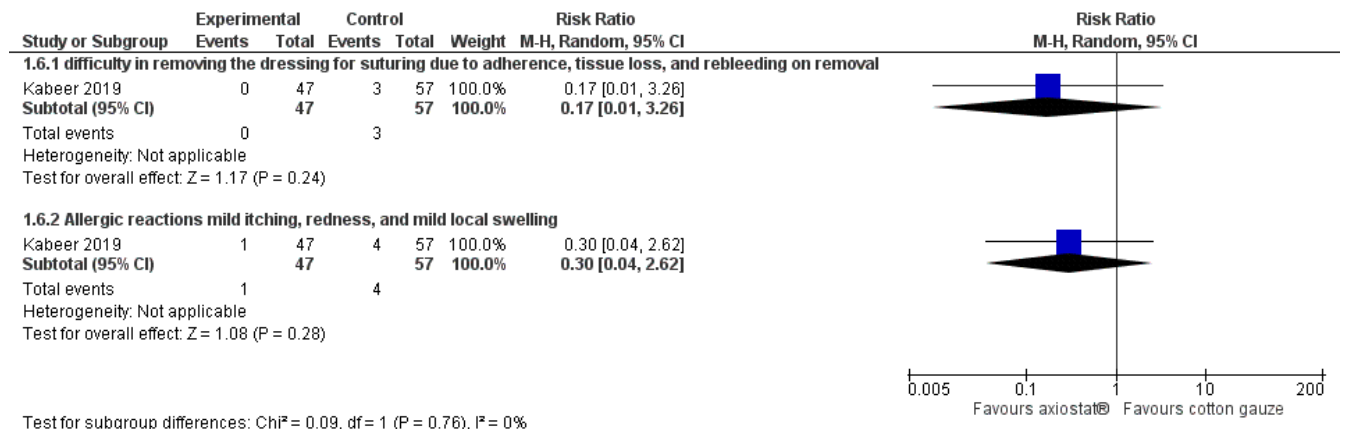 Experimental Control Risk Ratio Risk Ratio
Study or Subgroup Events Total Events Total Weight M-H, Random, 95% CI M-H, Random, 95% CI
1.6.1 difficulty in removing the dressing for suturing due to adherence, tissue loss, and rebleeding on removal
Kabeer 2019 0 47 3 57 100.0% 0.17 [0.01, 3.26]
Subtotal (95% CI) 47 57 100.0% 0.17 [0.01, 3.26]
Total events 0 3
Heterogeneity: Not applicable
Test for overall effect: Z = 1.17 (P = 0.24)
1.6.2 Allergic reactions mild itching, redness, and mild local swelling
Kabeer 2019 1 47 4 57 100.0% 0.30 [0.04, 2.62]
Subtotal (95% CI) 47 57 100.0% 0.30 [0.04, 2.62]
Total events 1 4
Heterogeneity: Not applicable
Test for overall effect: Z = 1.08 (P = 0.28)
0.005 0.1 1 10 200
Favours axiostat® Favours cotton gauze
Test for subgroup differences: Chi² = 0.09, df = 1 (P = 0.76), I² = 0%